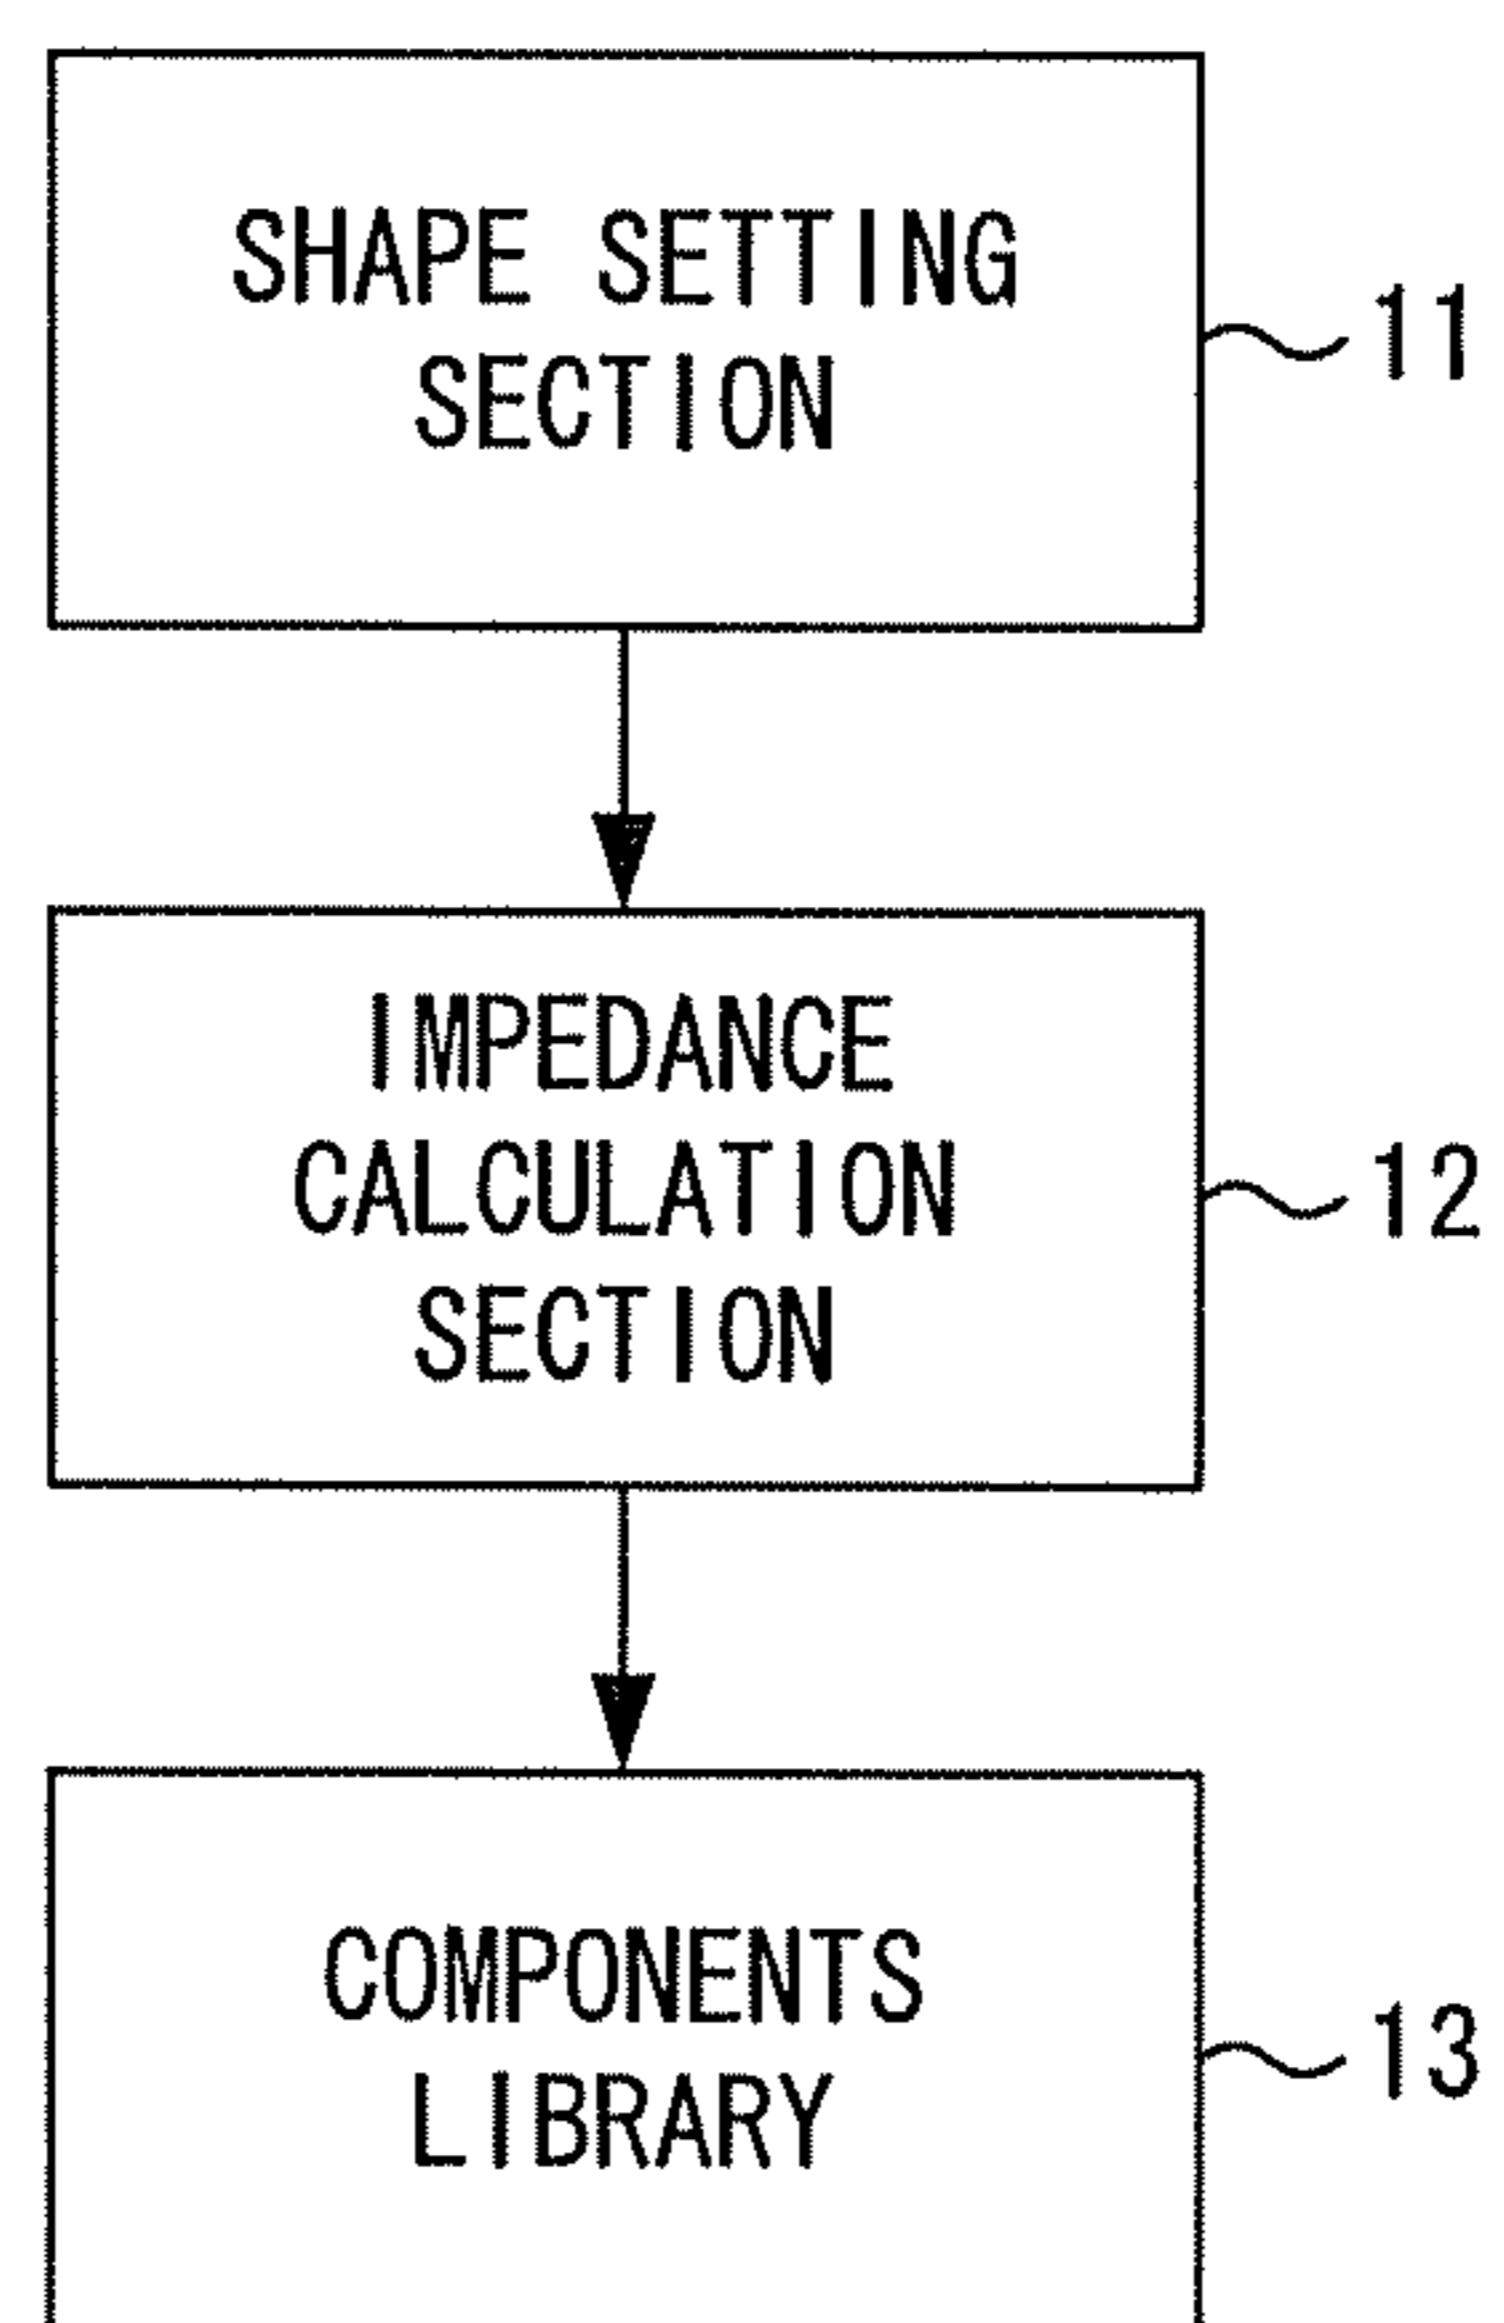 SHAPE SETTING
SECTION
11
IMPEDANCE
CALCULATION
SECTION
12
COMPONENTS
LIBRARY
13